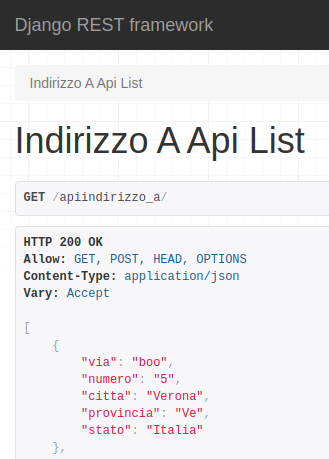 Django REST framework
Indirizzo A Api List
Indirizzo A Api List
GET /apiindirizzo_a/
HTTP 200 OK
Allow: GET, POST, HEAD, OPTIONS
Content-Type: application/json
Vary: Accept
[
    {
        "via": "boo",
        "numero": "5",
        "citta": "Verona",
        "provincia": "Ve",
        "stato": "Italia"
    },